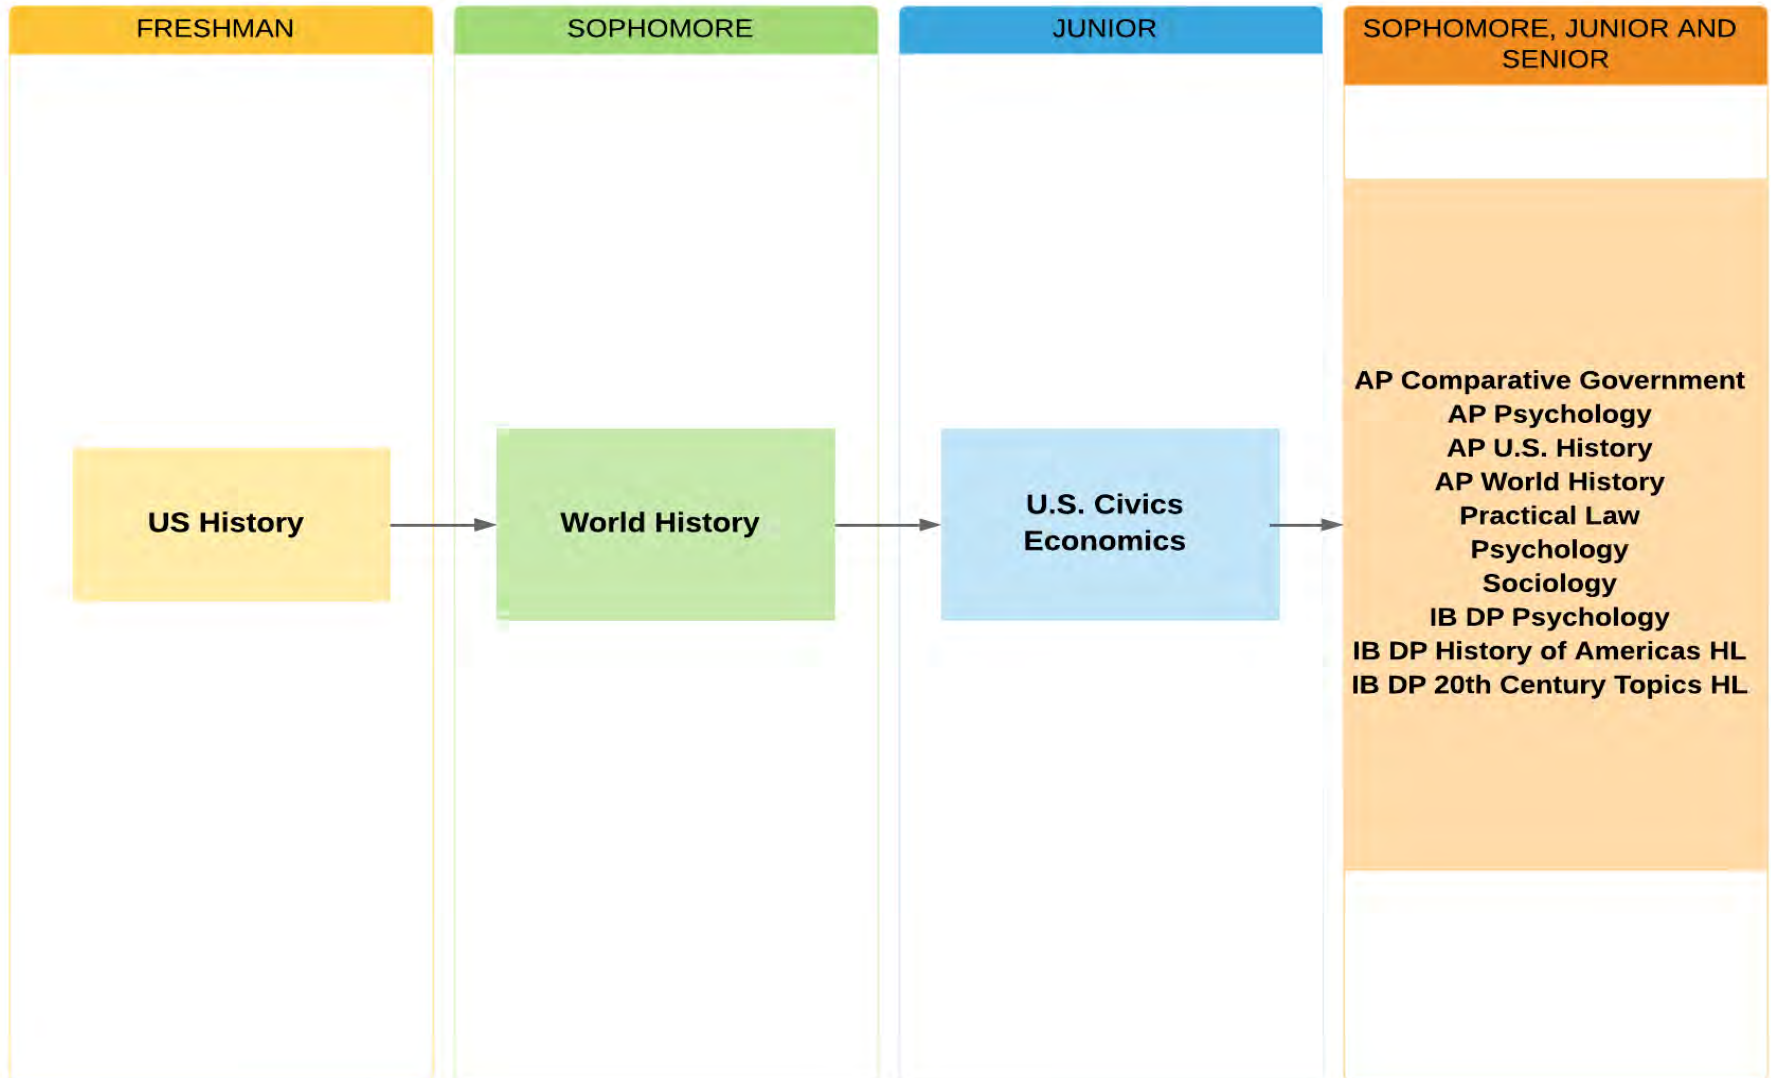 FRESHMAN
SOPHOMORE
JUNIOR
SOPHOMORE, JUNIOR AND
SENIOR
US History
World History
U.S. Civics
Economics
AP Comparative Government
AP Psychology
AP U.S. History
AP World History
Practical Law
Psychology
Sociology
IB DP Psychology
IB DP History of Americas HL
IB DP 20th Century Topics HL